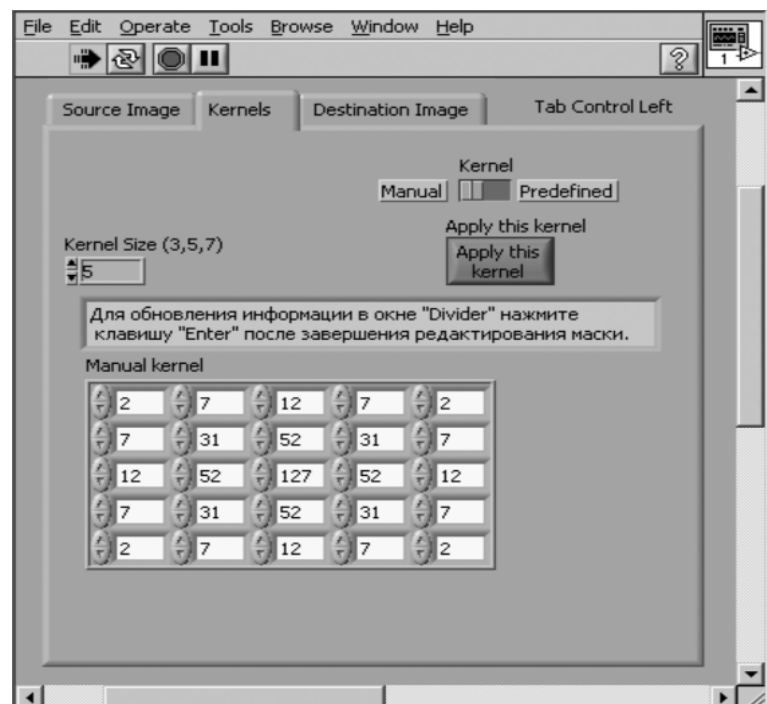 File Edit Operate Tools Browse Window Help
1
Source Image Kernels Destination Image Tab Control Left
Kernel
Manual Predefined
Apply this kernel
Kernel Size (3,5,7)
5
Apply this
kernel
Для обновления информации в окне "Divider" нажмите
клавишу "Enter" после завершения редактирования маски.
Manual kernel
2 7 12 7 2
7 31 52 31 7
12 52 127 52 12
7 31 52 31 7
2 7 12 7 2